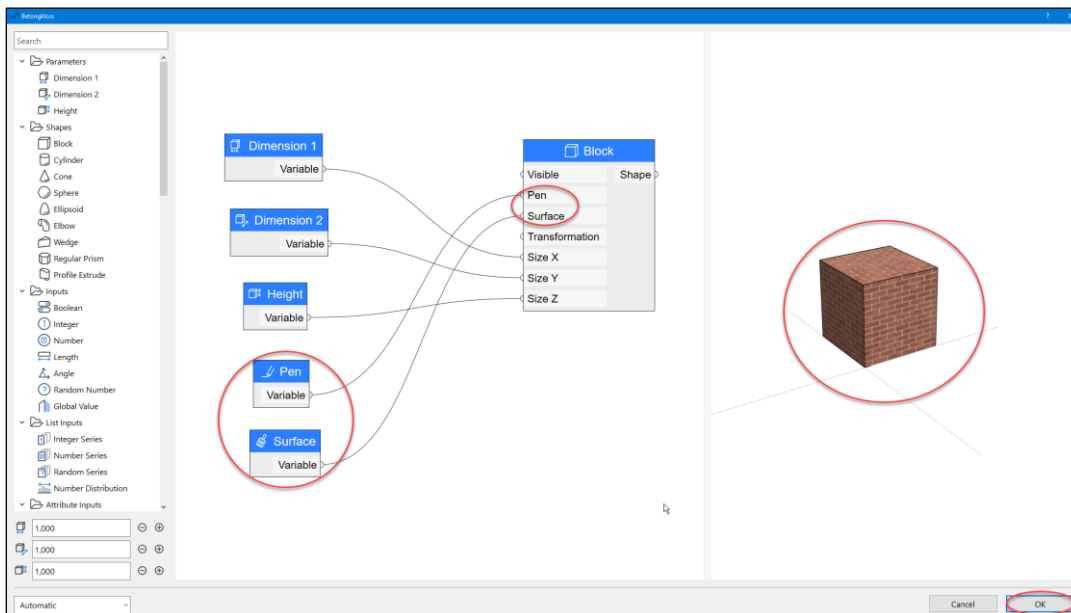 Betongkloss
? X
Search
Parameters
Dimension 1
Dimension 2
Height
Shapes
Block
Cylinder
Cone
Sphere
Ellipsoid
Elbow
Wedge
Regular Prism
Profile Extrude
Inputs
Boolean
Integer
Number
Length
Angle
Random Number
Global Value
List Inputs
Integer Series
Number Series
Random Series
Number Distribution
Attribute Inputs
1,000
1,000
1,000
Automatic
Dimension 1
Variable
Dimension 2
Variable
Height
Variable
Pen
Variable
Surface
Variable
Block
Visible Shape
Pen
Surface
Transformation
Size X
Size Y
Size Z
Cancel OK